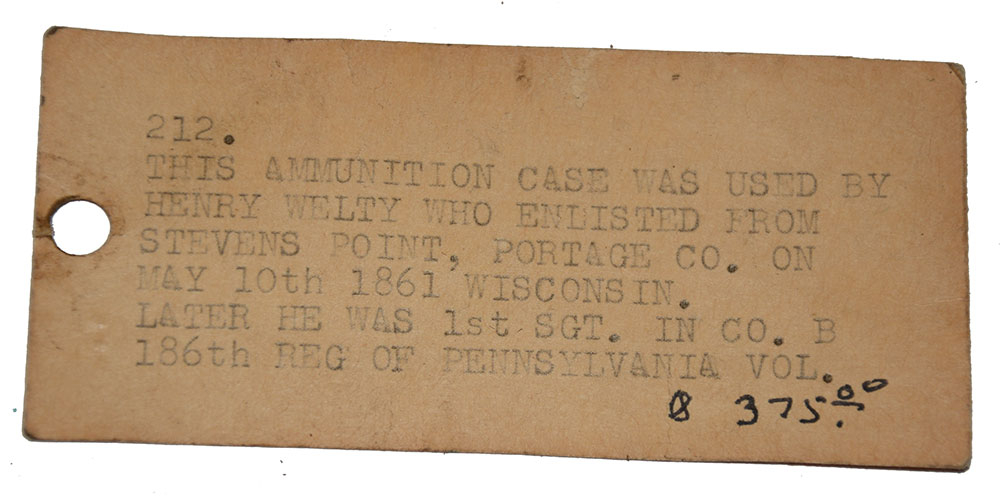 212.
THIS AMMUNITION CASE WAS USED BY
HENRY WELTY WHO ENLISTED FROM
STEVENS POINT, PORTAGE CO. ON
MAY 10th 1861 WISCONSIN.
LATER HE WAS 1st SGT. IN CO. B
186th REG OF PENNSYLVANIA VOL.
$ 375.00